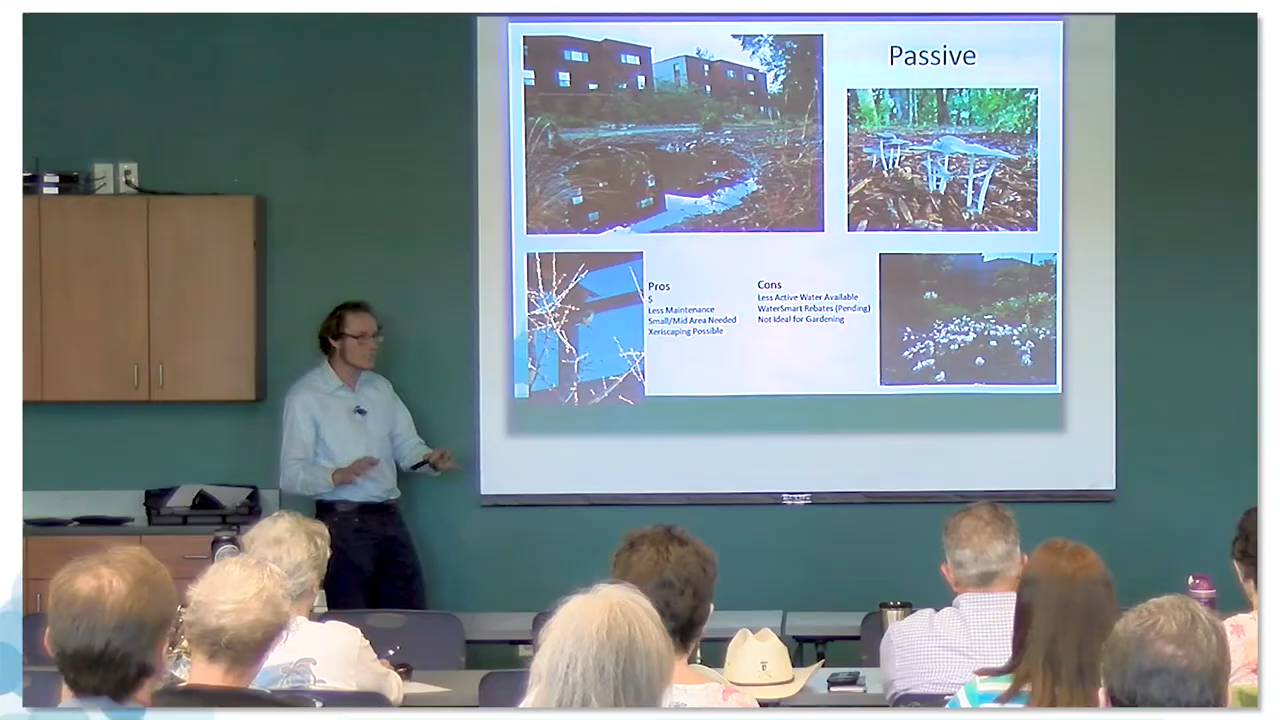 Passive
Pros
$
Less Maintenance
Small/Mid Area Needed
Xeriscaping Possible
Cons
Less Active Water Available
WaterSmart Rebates (Pending)
Not Ideal for Gardening